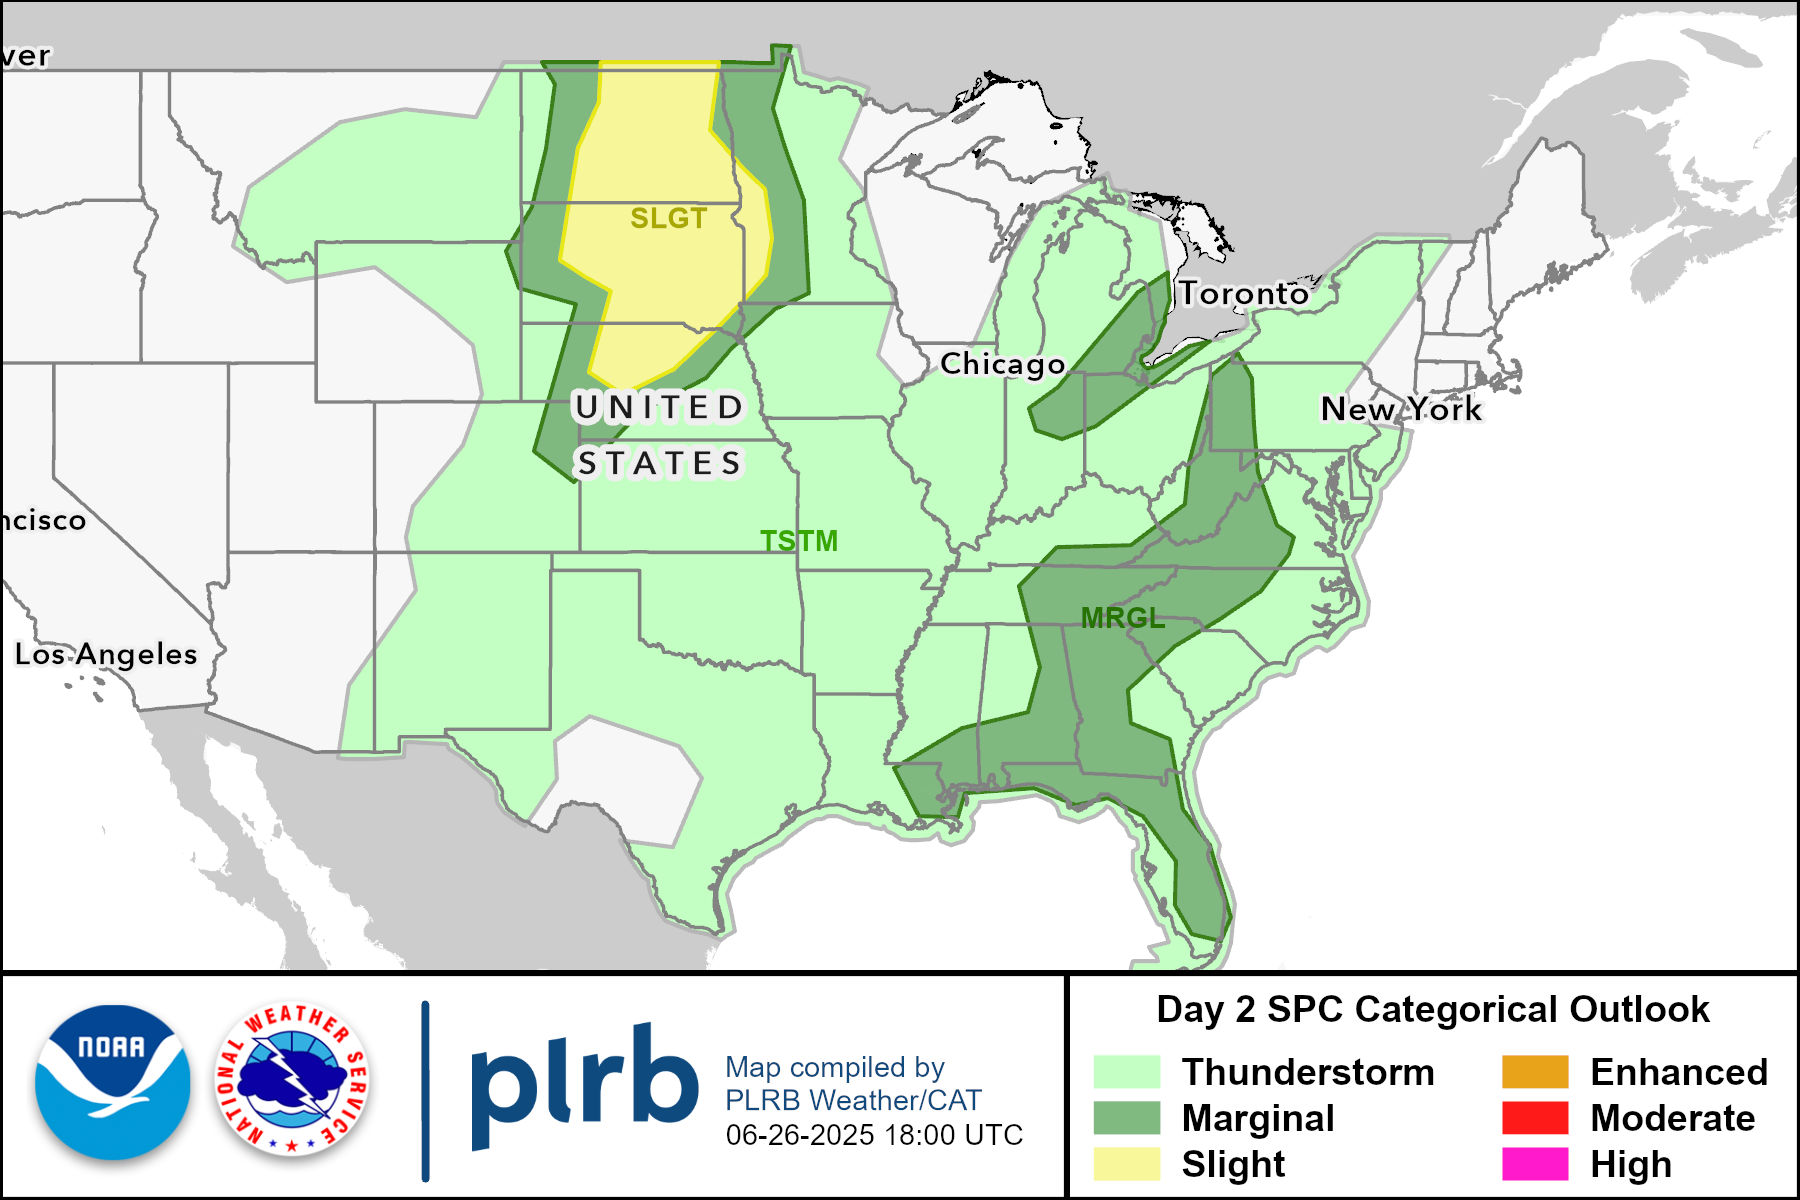 ver
SLGT
Toronto
Chicago
UNITED
STATES
New York
ncisco
TSTM
MRGL
Los Angeles
NOAA
NATIONAL WEATHER SERVICE
plrb
Map compiled by
PLRB Weather/CAT
06-26-2025 18:00 UTC
Day 2 SPC Categorical Outlook
Thunderstorm
Marginal
Slight
Enhanced
Moderate
High